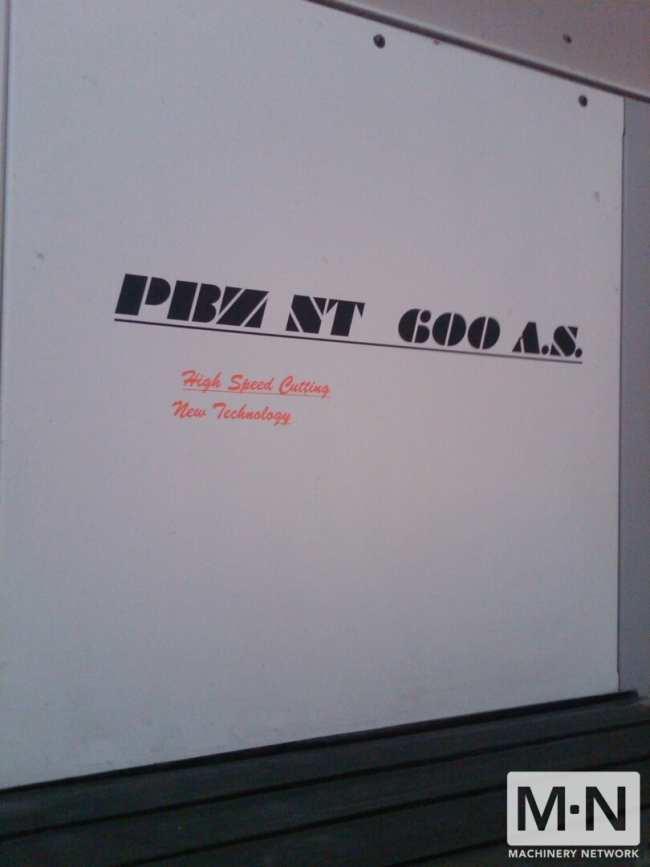 PBZ NT 600 A.S.
High Speed Cutting
New Technology
M·N
MACHINERY NETWORK